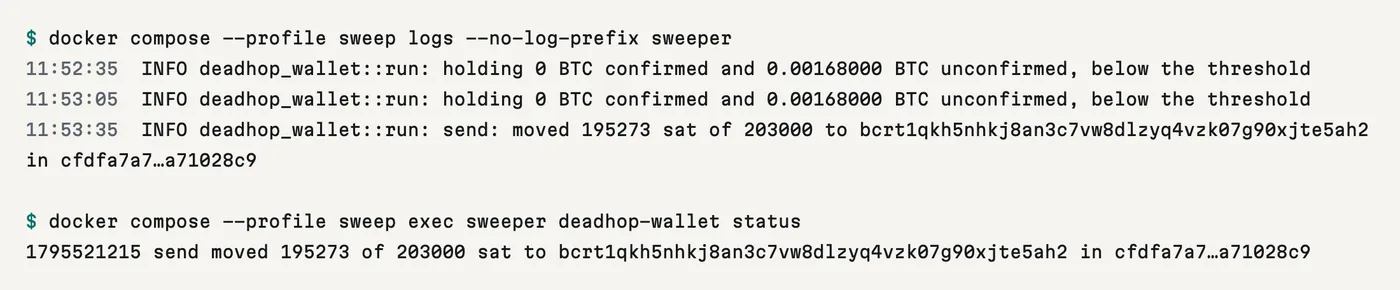 $ docker compose --profile sweep logs --no-log-prefix sweeper
11:52:35  INFO deadhop_wallet::run: holding 0 BTC confirmed and 0.00168000 BTC unconfirmed, below the threshold
11:53:05  INFO deadhop_wallet::run: holding 0 BTC confirmed and 0.00168000 BTC unconfirmed, below the threshold
11:53:35  INFO deadhop_wallet::run: send: moved 195273 sat of 203000 to bcrt1qkh5nhkj8an3c7vw8dlzyq4vzk07g90xjte5ah2
in cfdfa7a7…a71028c9
$ docker compose --profile sweep exec sweeper deadhop-wallet status
1795521215 send moved 195273 of 203000 sat to bcrt1qkh5nhkj8an3c7vw8dlzyq4vzk07g90xjte5ah2 in cfdfa7a7…a71028c9